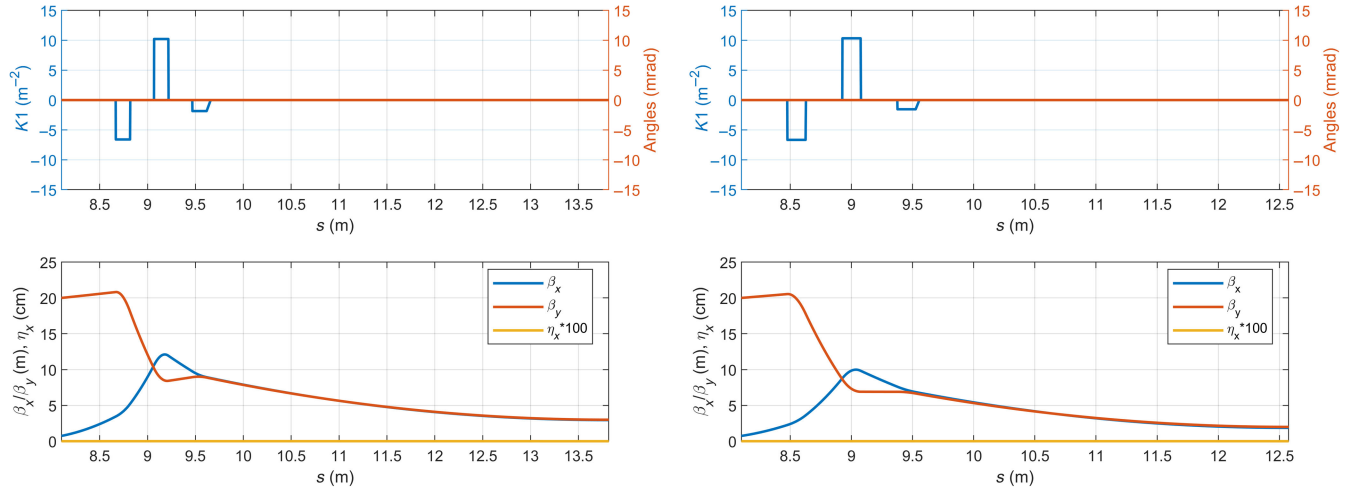 15 15 15 15
10 10 10 10
5 5 5 5
0 0 0 0
−5 −5 −5 −5
−10 −10 −10 −10
−15 −15 −15 −15
K1 (m−2)
Angles (mrad)
K1 (m−2)
Angles (mrad)
8.5 9 9.5 10 10.5 11 11.5 12 12.5 13 13.5
s (m)
8.5 9 9.5 10 10.5 11 11.5 12 12.5
s (m)
25
20
15
10
5
0
βx/βy (m), ηx (cm)
βx
βy
ηx*100
8.5 9 9.5 10 10.5 11 11.5 12 12.5 13 13.5
s (m)
25
20
15
10
5
0
βx/βy (m), ηx (cm)
βx
βy
ηx*100
8.5 9 9.5 10 10.5 11 11.5 12 12.5
s (m)